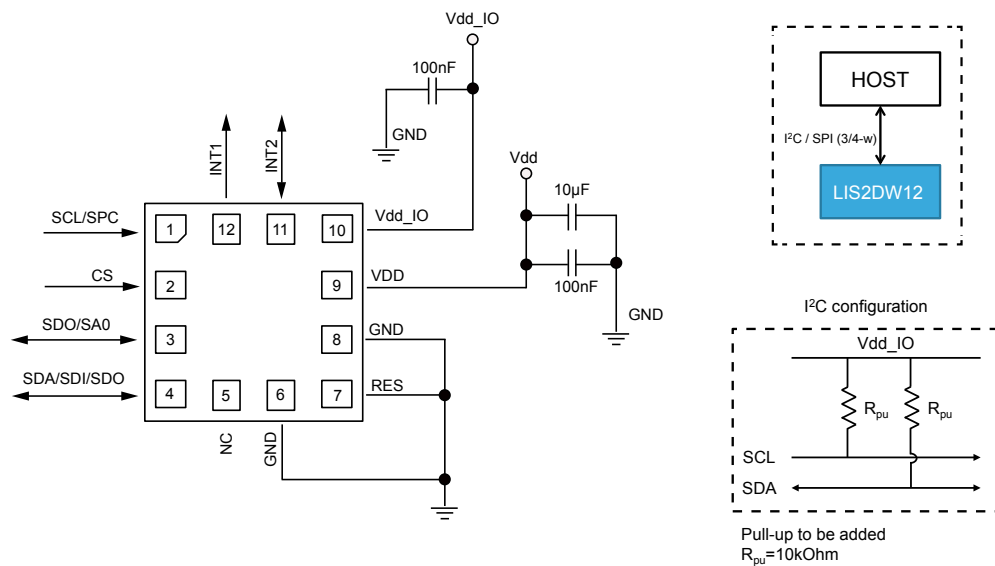 Vdd_IO
100nF
GND
INT1
INT2
Vdd
10µF
100nF
GND
SCL/SPC
CS
SDO/SA0
SDA/SDI/SDO
1
12
11
10
Vdd_IO
2
9
VDD
3
8
GND
4
5
6
7
RES
NC
GND
HOST
I²C / SPI (3/4-w)
LIS2DW12
I²C configuration
Vdd_IO
Rpu
Rpu
SCL
SDA
Pull-up to be added
Rpu=10kOhm